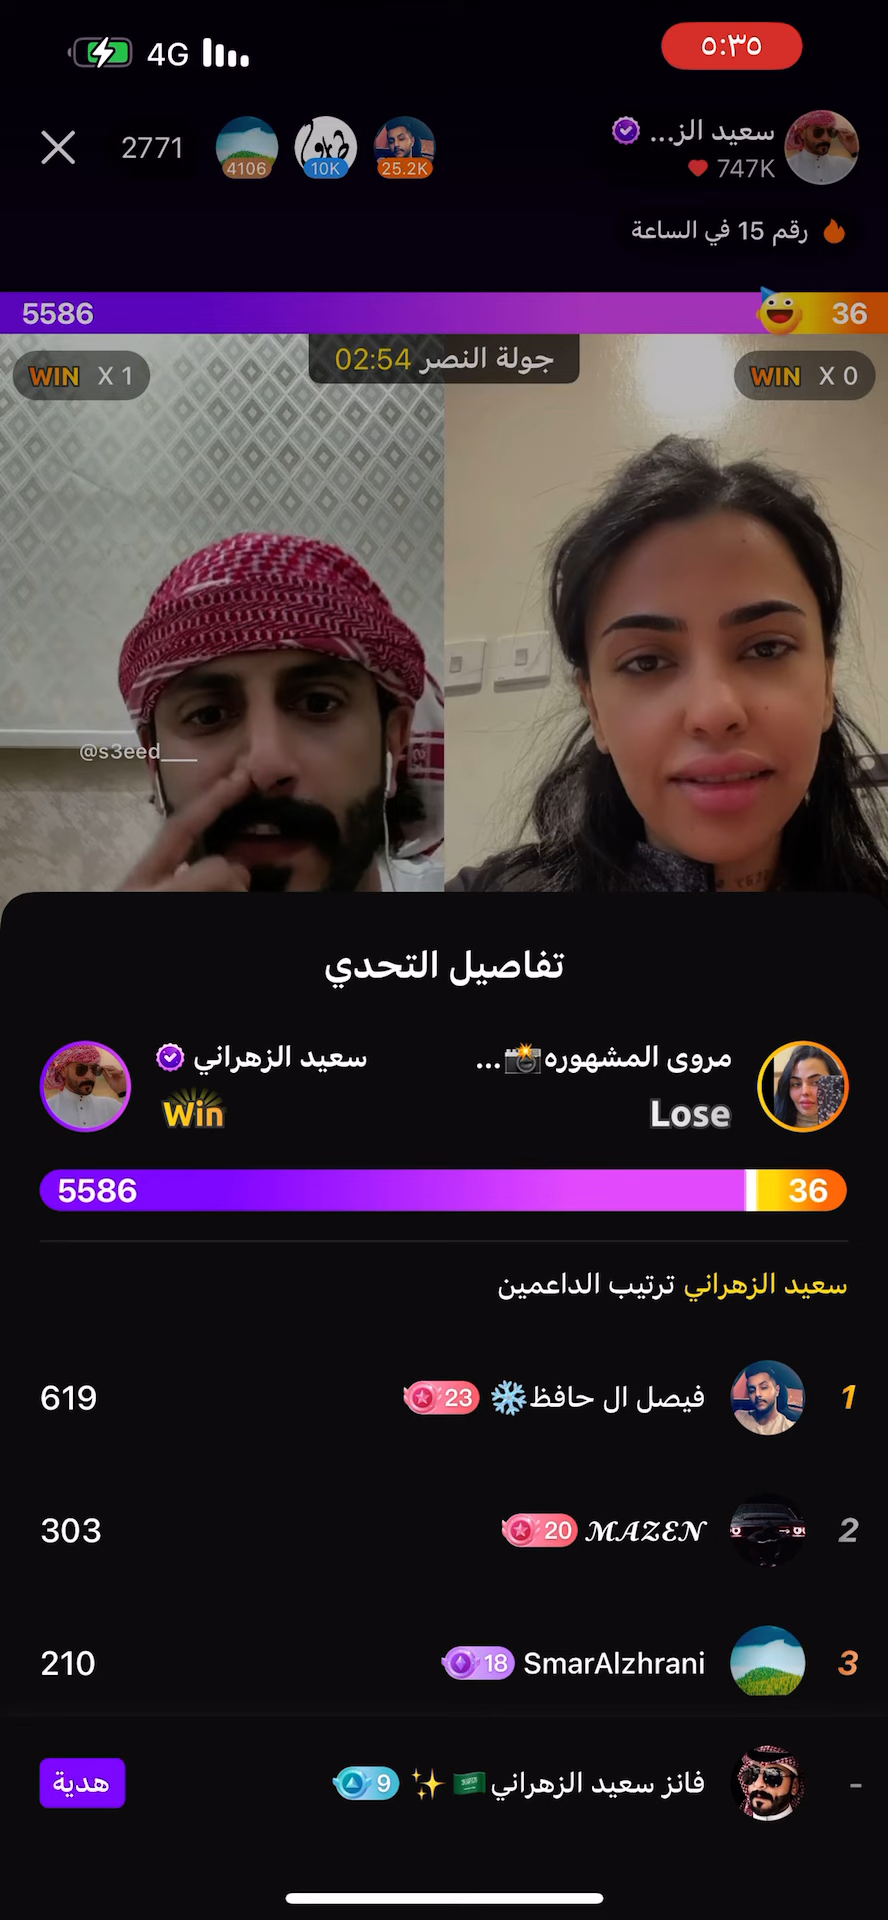 4G
٥:٣٥
سعيد الز...
747K
25.2K
10K
4106
2771
رقم 15 في الساعة
5586
36
WIN X 1
جولة النصر 02:54
WIN X 0
@s3eed___
تفاصيل التحدي
سعيد الزهراني
Win
مروى المشهوره📸...
Lose
5586
36
سعيد الزهراني ترتيب الداعمين
1 فيصل ال حافظ❄️ 23 619
2 𝓜𝓐𝓩𝓔𝓝 20 303
3 SmarAlzhrani 18 210
- فانز سعيد الزهراني🇸🇦✨ 9 هدية